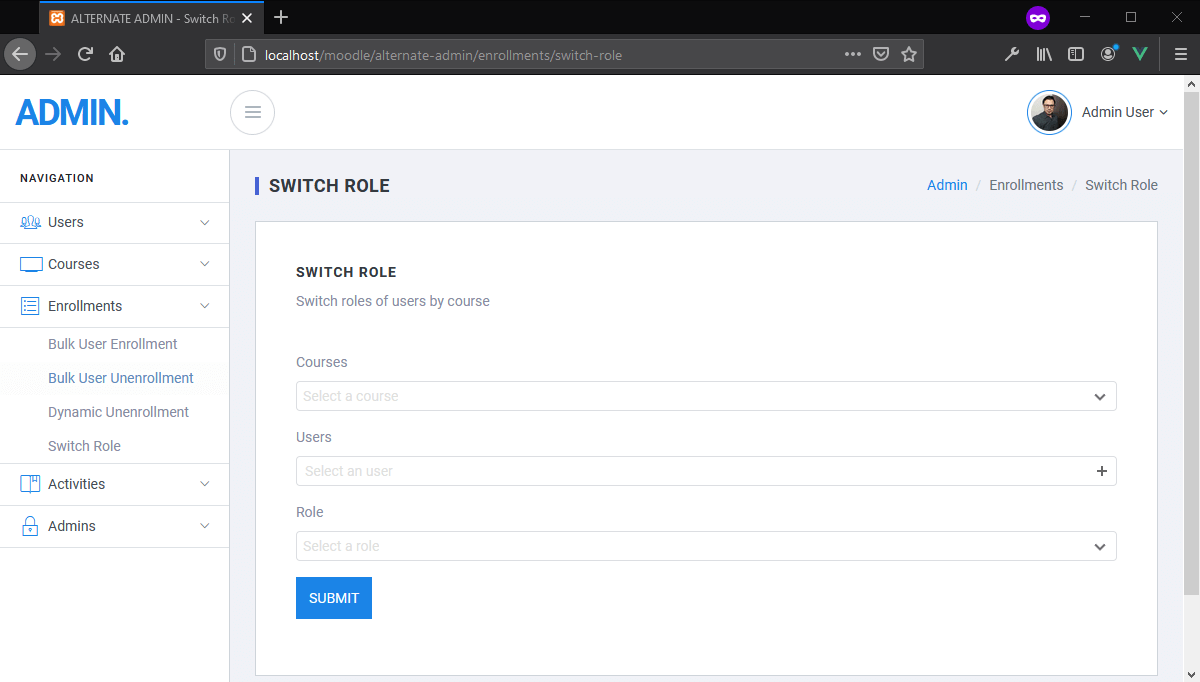 ALTERNATE ADMIN - Switch Ro
localhost/moodle/alternate-admin/enrollments/switch-role
ADMIN.
Admin User
NAVIGATION
Users
Courses
Enrollments
Bulk User Enrollment
Bulk User Unenrollment
Dynamic Unenrollment
Switch Role
Activities
Admins
SWITCH ROLE
Admin / Enrollments / Switch Role
SWITCH ROLE
Switch roles of users by course
Courses
Select a course
Users
Select an user
Role
Select a role
SUBMIT